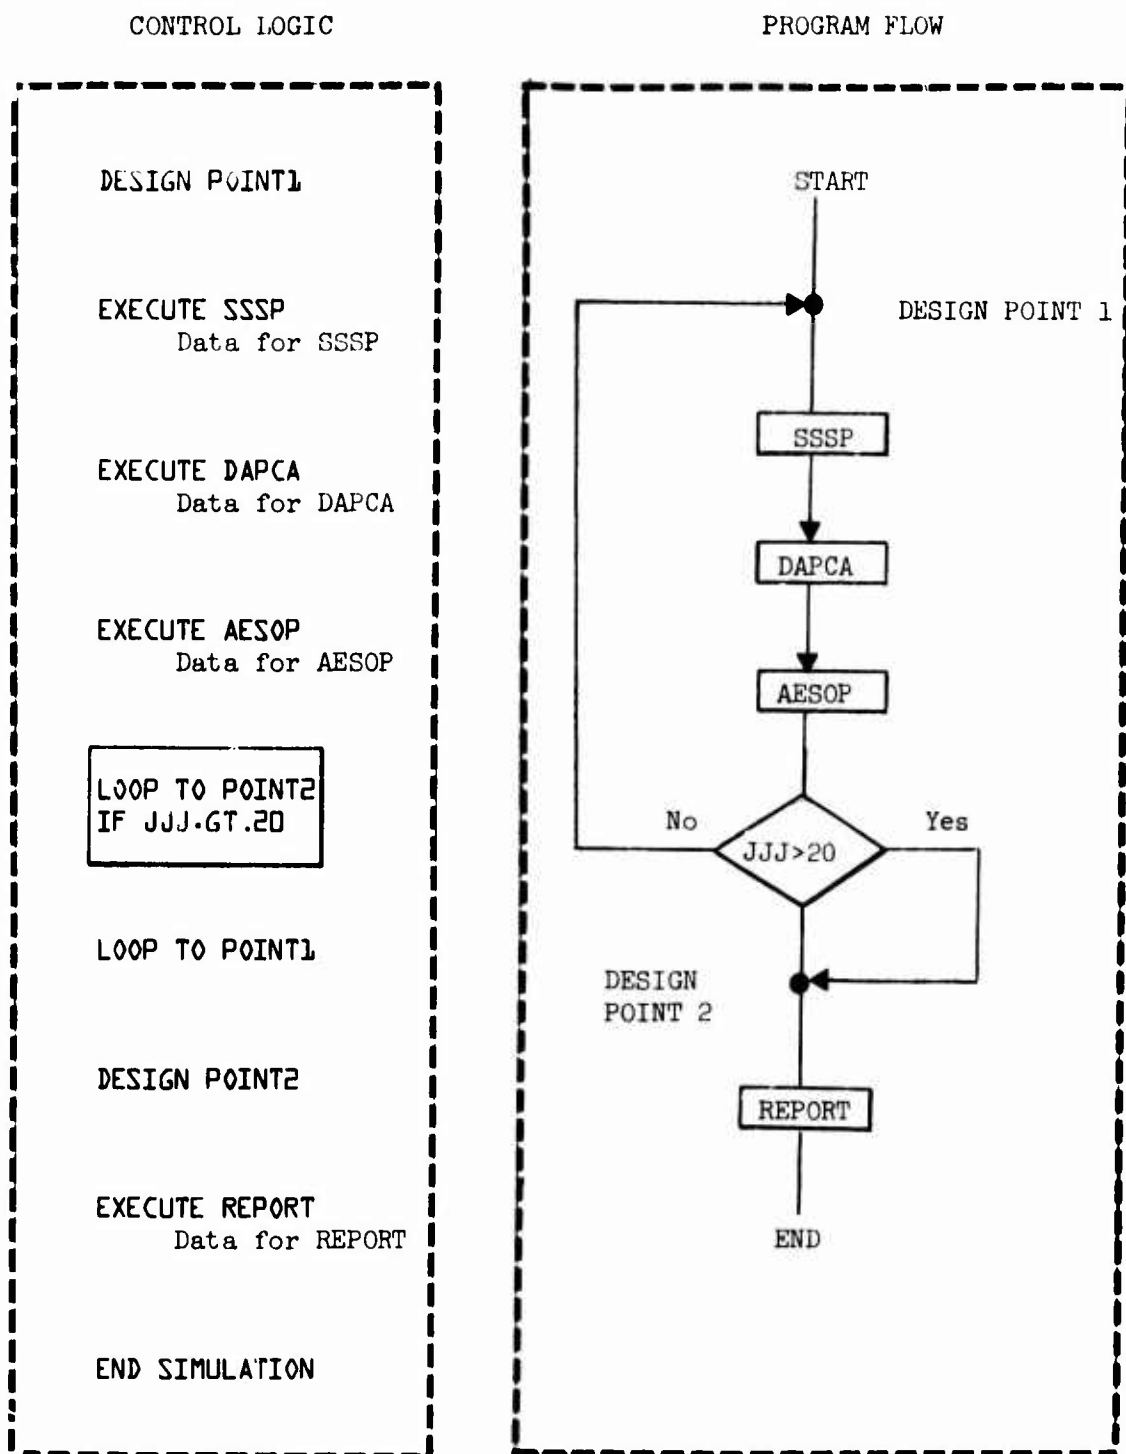 CONTROL LOGIC
DESIGN POINT1
EXECUTE SSSP
Data for SSSP
EXECUTE DAPCA
Data for DAPCA
EXECUTE AESOP
Data for AESOP
LOOP TO POINT2
IF JJJ.GT.20
LOOP TO POINT1
DESIGN POINT2
EXECUTE REPORT
Data for REPORT
END SIMULATION
PROGRAM FLOW
START
DESIGN POINT 1
SSSP
DAPCA
AESOP
No
JJJ>20
Yes
DESIGN
POINT 2
REPORT
END